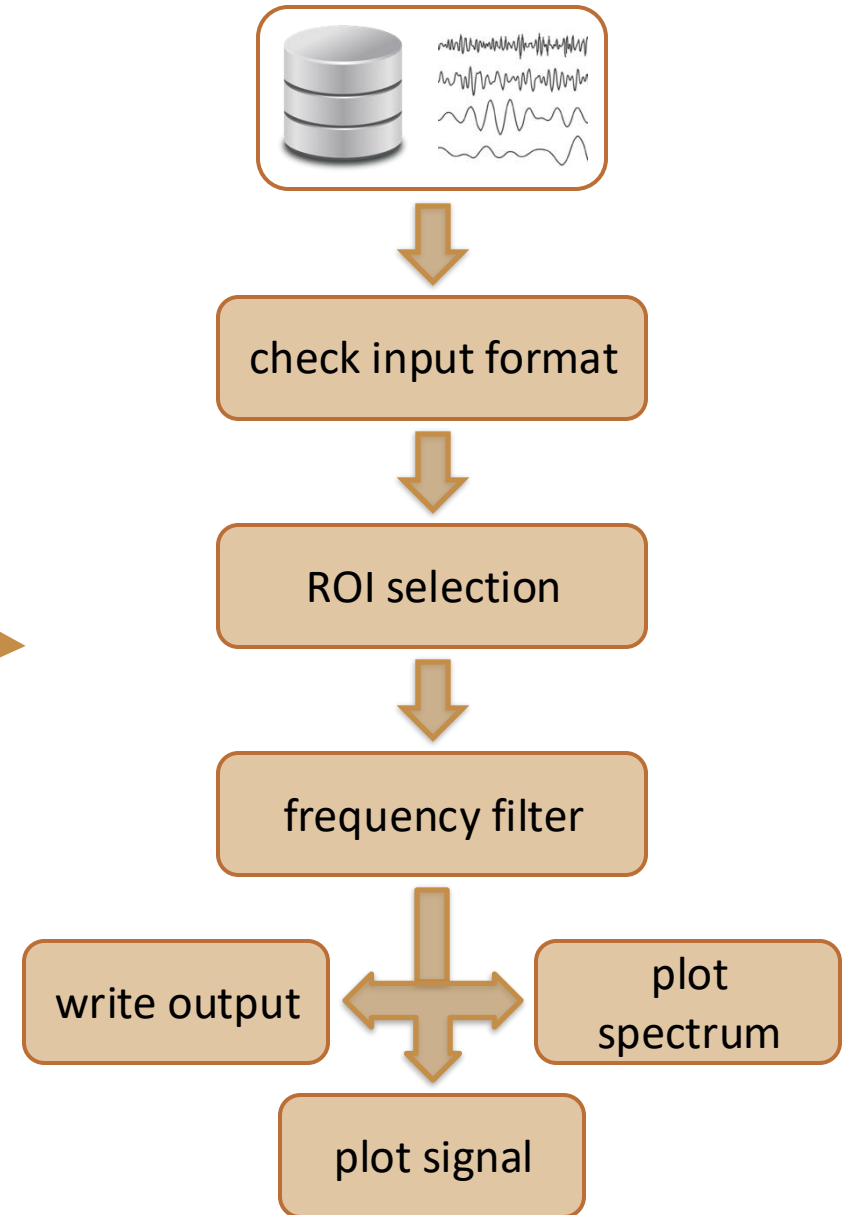 check input format
ROI selection
frequency filter
write output
plot
spectrum
plot signal